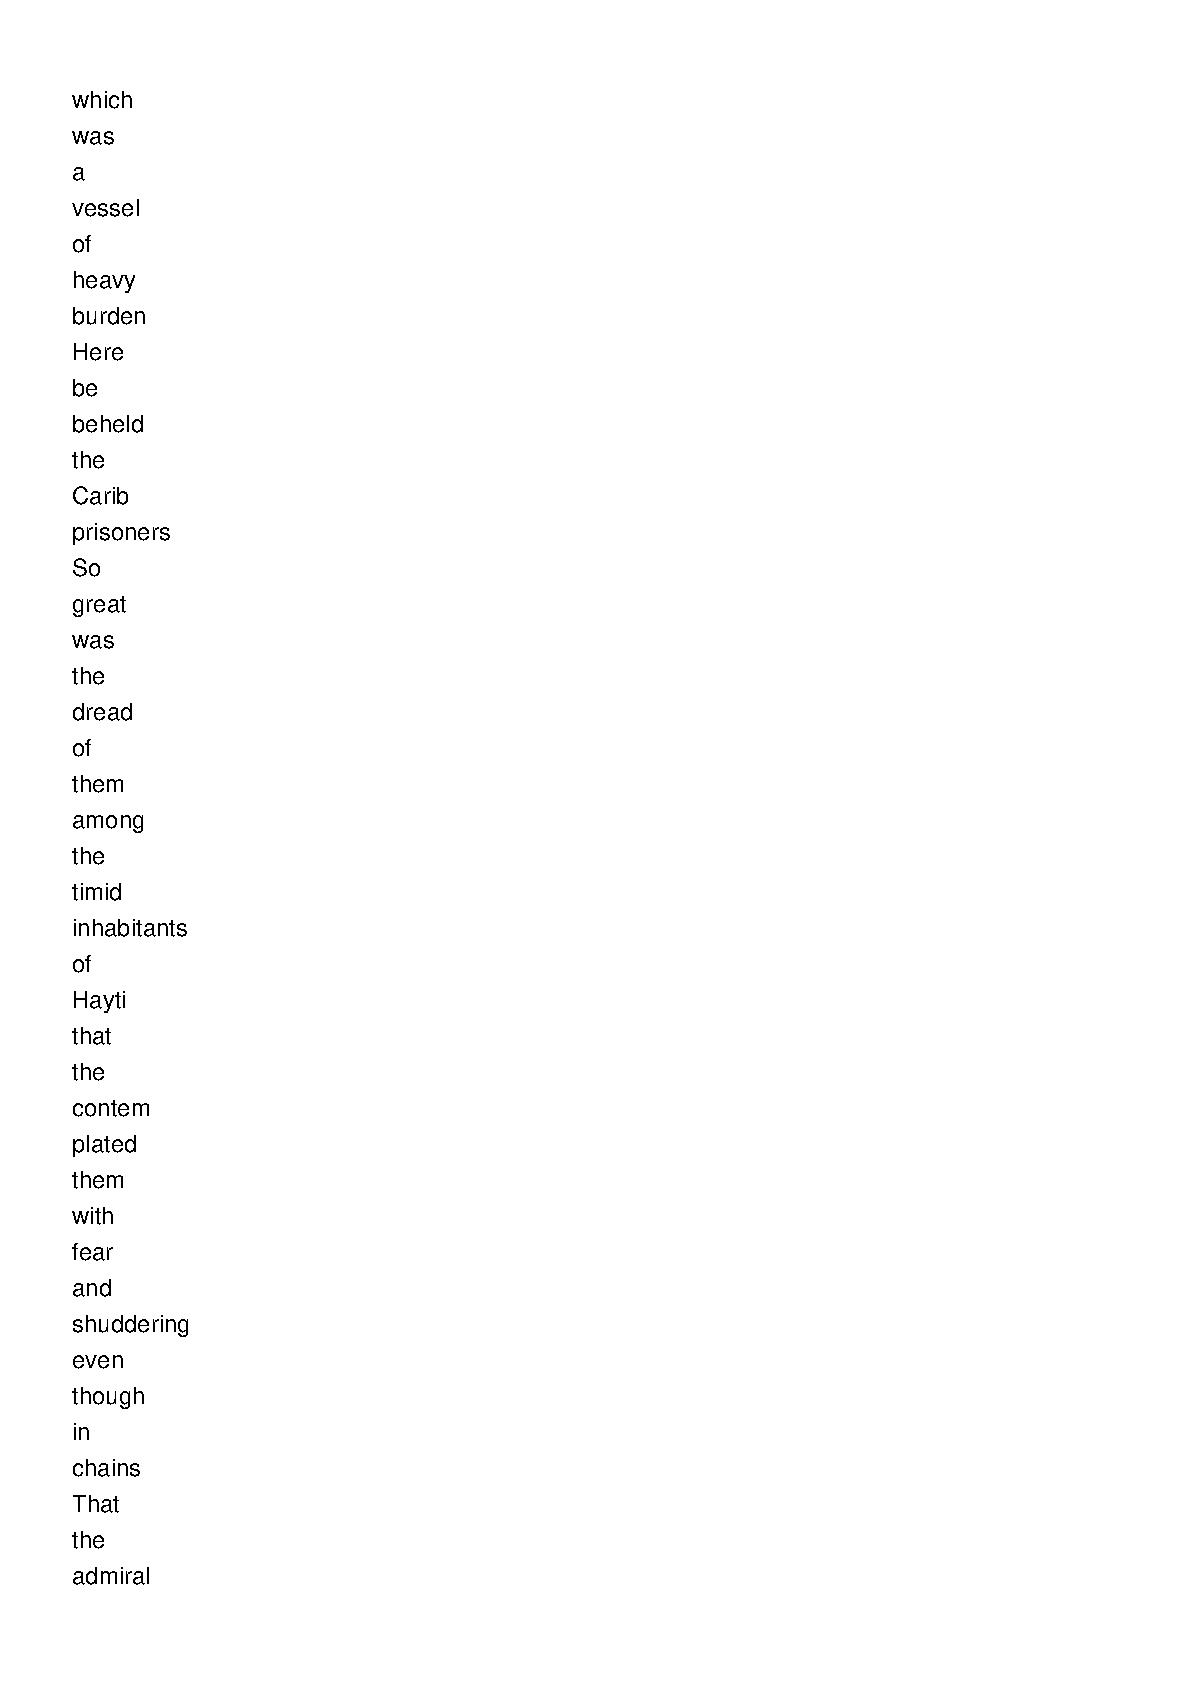 which
was
a
vessel
of
heavy
burden
Here
be
beheld
the
Carib
prisoners
So
great
was
the
dread
of
them
among
the
timid
inhabitants
of
Hayti
that
the
contem
plated
them
with
fear
and
shuddering
even
though
in
chains
That
the
admiral